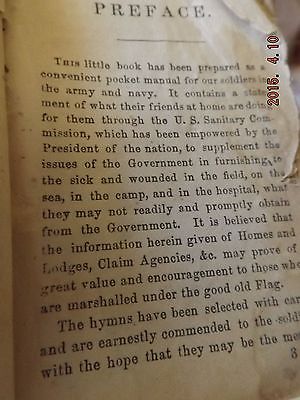 PREFACE.
THIS little book has been prepared as a
convenient pocket manual for our soldiers in
the army and navy. It contains a state-
ment of what their friends at home are doin
for them through the U. S. Sanitary Com-
mission, which has been empowered by the
President of the nation, to supplement the
issues of the Government in furnishing, to
the sick and wounded in the field, on the
sea, in the camp, and in the hospital, what
they may not readily and promptly obtain
from the Government. It is believed that
the information herein given of Homes and
Lodges, Claim Agencies, &c. may prove of
great value and encouragement to those who
are marshalled under the good old Flag.
The hymns have been selected with car
and are earnestly commended to the sold
with the hope that they may be the me
3
2015. 4. 10